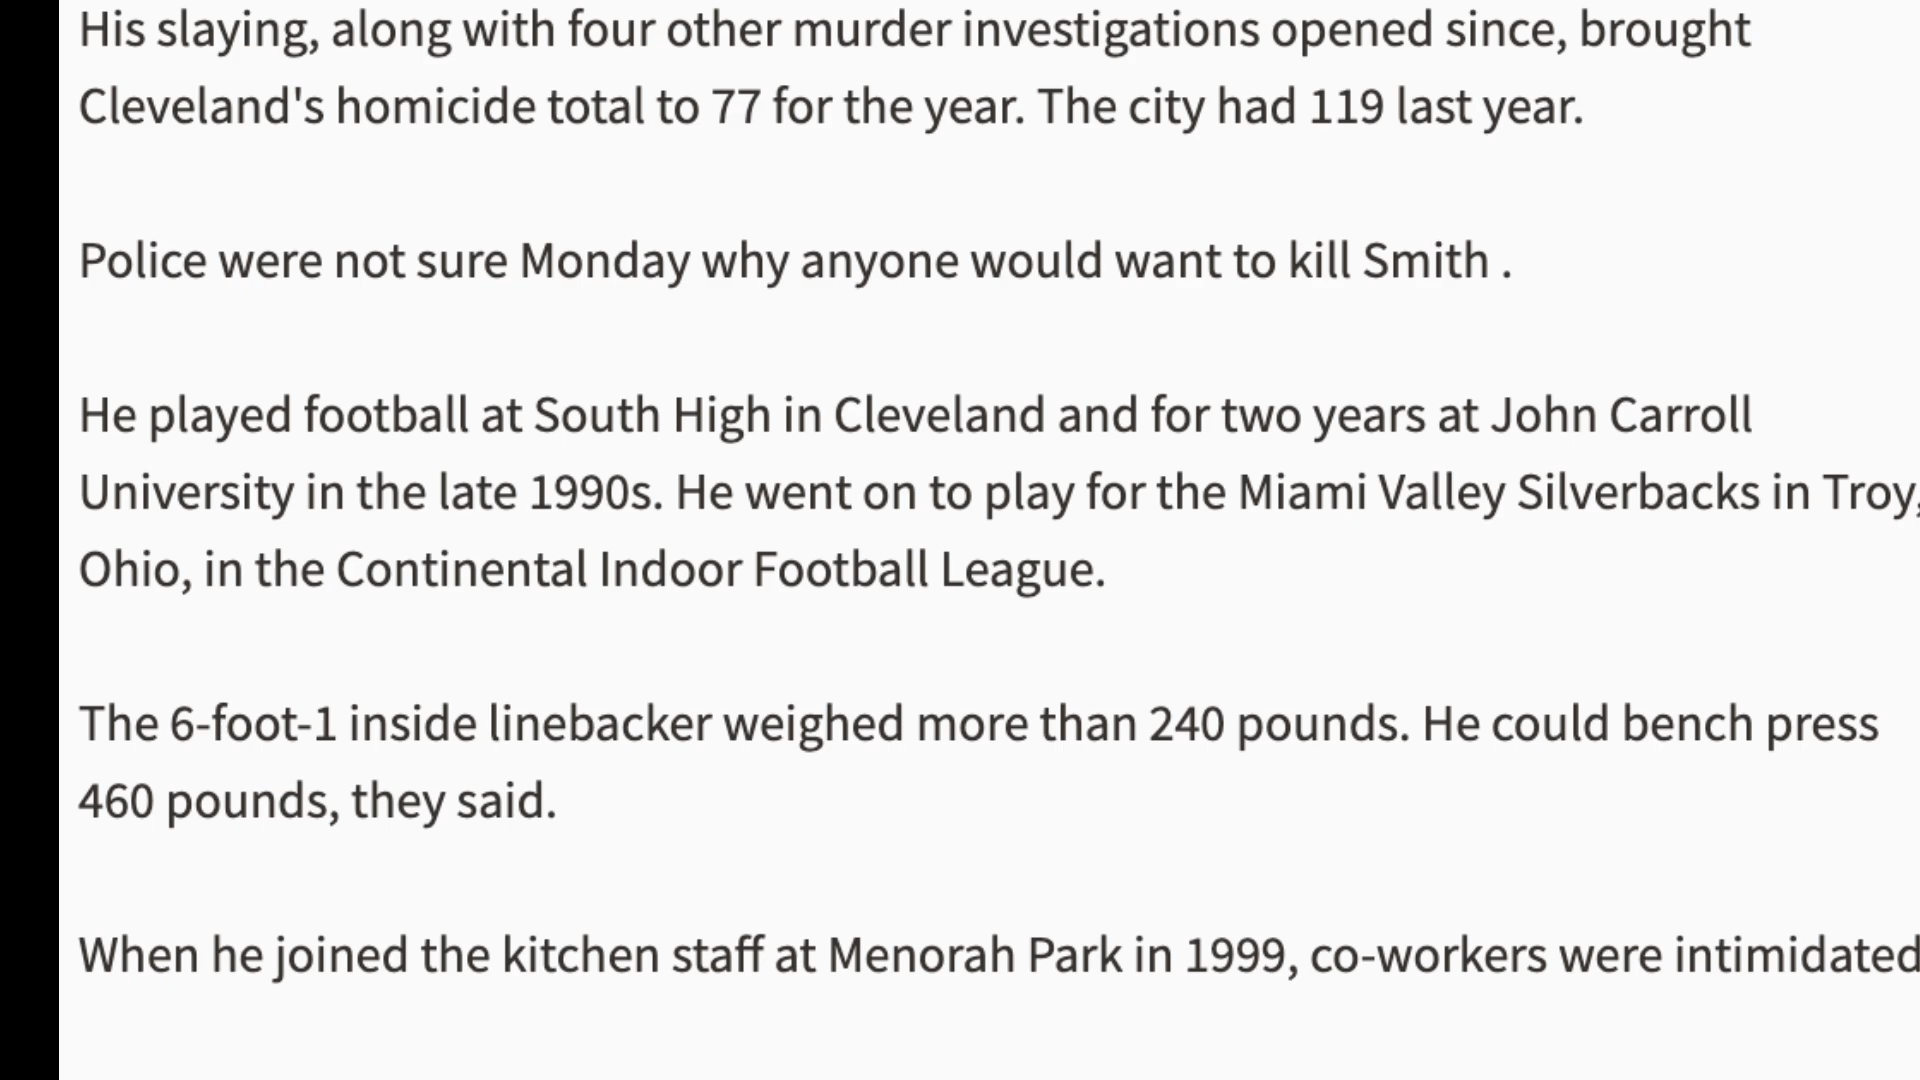 His slaying, along with four other murder investigations opened since, brought
Cleveland's homicide total to 77 for the year. The city had 119 last year.
Police were not sure Monday why anyone would want to kill Smith .
He played football at South High in Cleveland and for two years at John Carroll
University in the late 1990s. He went on to play for the Miami Valley Silverbacks in Troy,
Ohio, in the Continental Indoor Football League.
The 6-foot-1 inside linebacker weighed more than 240 pounds. He could bench press
460 pounds, they said.
When he joined the kitchen staff at Menorah Park in 1999, co-workers were intimidated